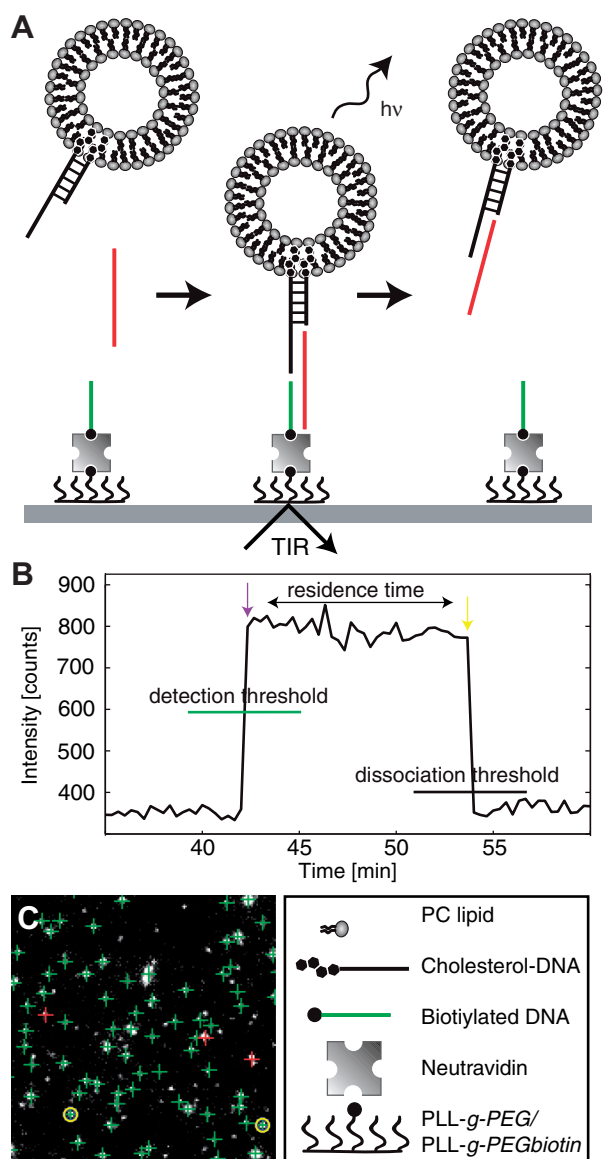 A
hν
TIR
B
900
800
700
600
500
400
Intensity [counts]
residence time
detection threshold
dissociation threshold
40
45
50
55
Time [min]
C
PC lipid
Cholesterol-DNA
Biotiylated DNA
Neutravidin
PLL-g-PEG/
PLL-g-PEGbiotin